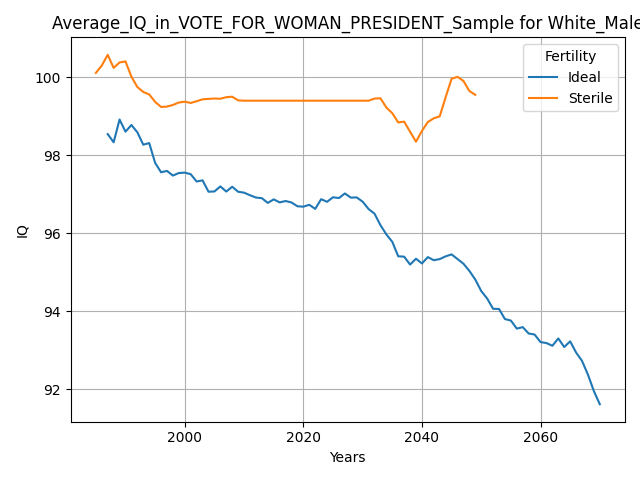 Average_IQ_in_VOTE_FOR_WOMAN_PRESIDENT_Sample for White_Male
Fertility
Ideal
Sterile
IQ
100
98
96
94
92
2000
2020
2040
2060
Years